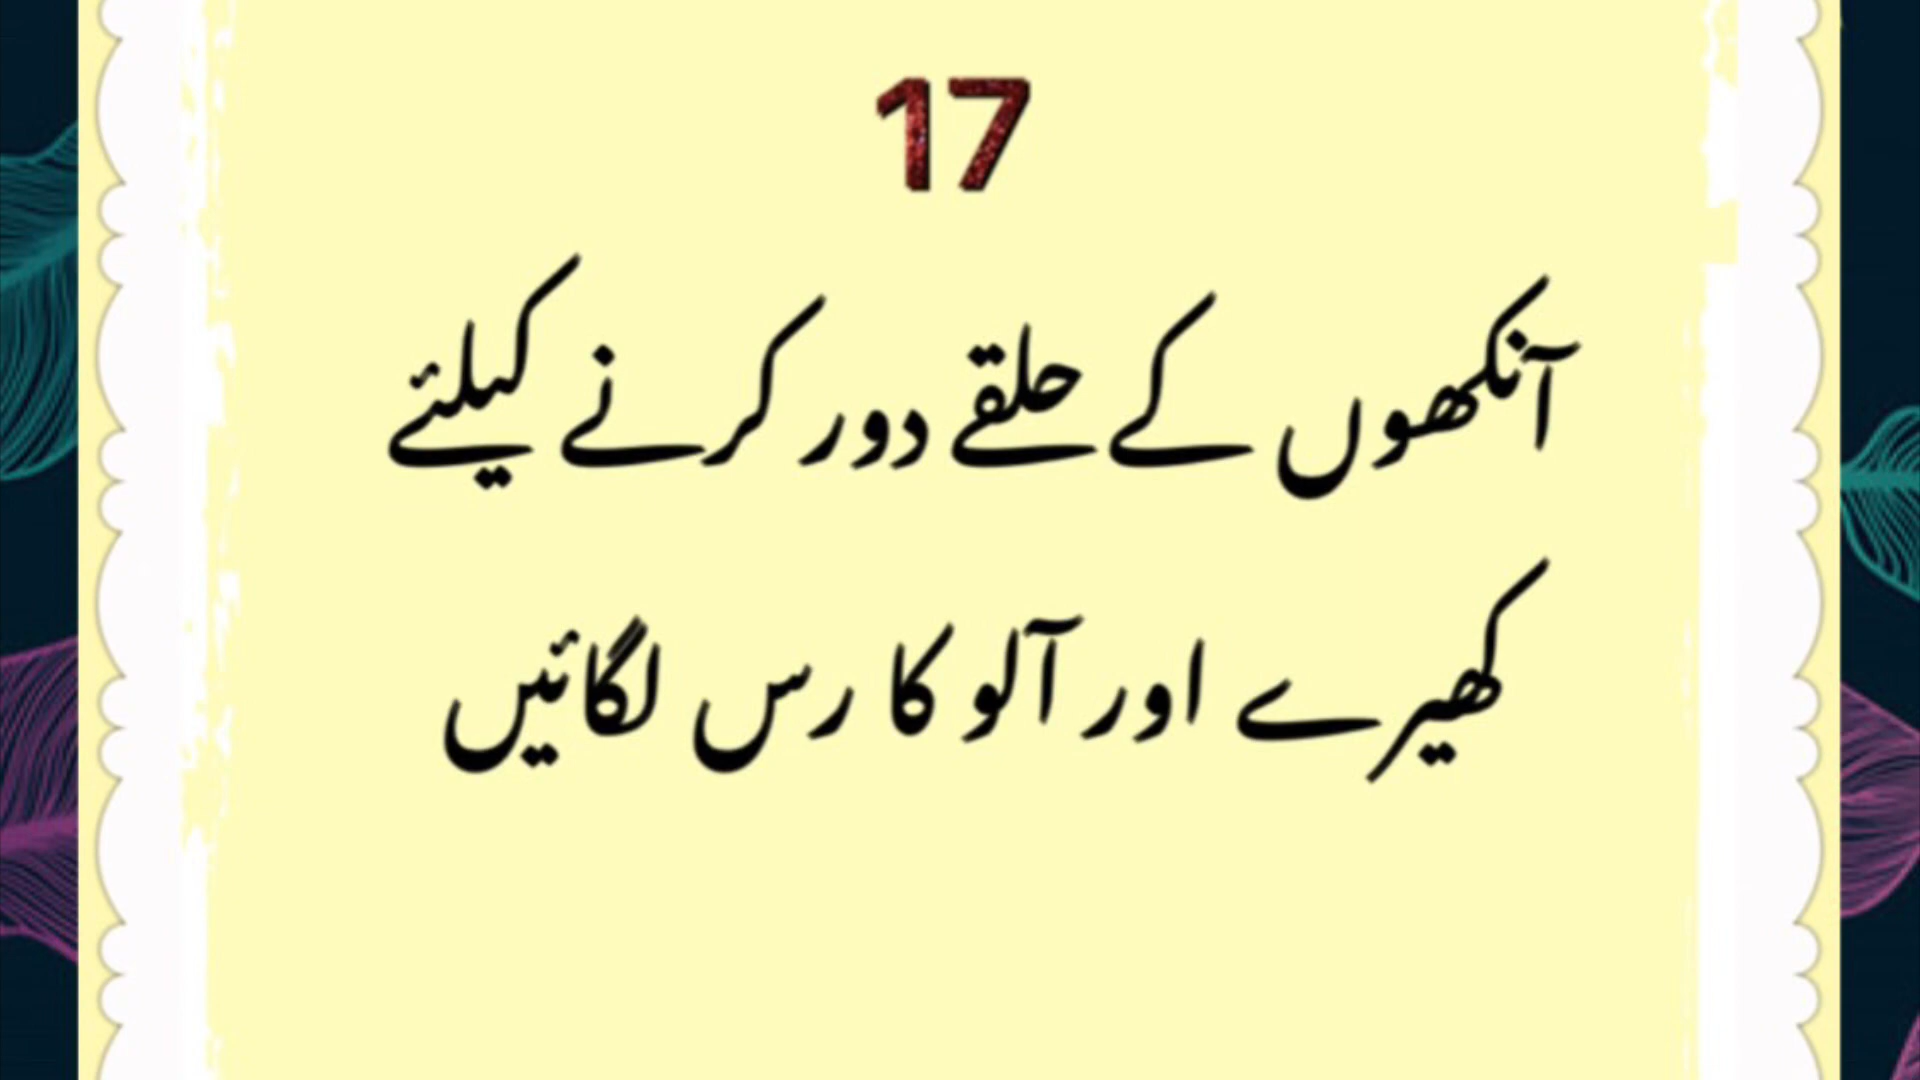 17
آنکھوں کے حلقے دور کرنے کیلئے
کھیرے اور آلو کا رس لگائیں